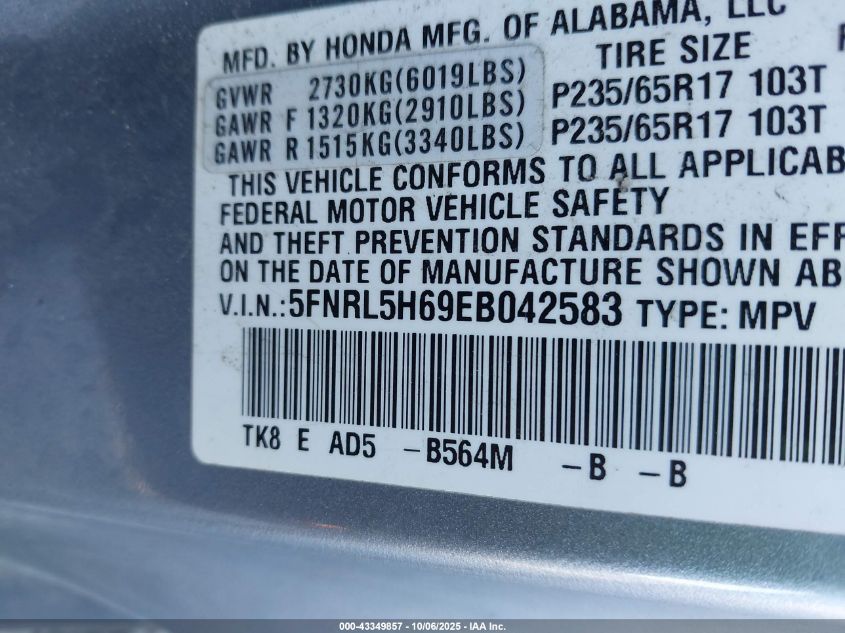 MFD. BY HONDA MFG. OF ALABAMA, LLC
TIRE SIZE
GVWR 2730KG(6019LBS)
GAWR F 1320KG(2910LBS) P235/65R17 103T
GAWR R 1515KG(3340LBS) P235/65R17 103T
THIS VEHICLE CONFORMS TO ALL APPLICAB
FEDERAL MOTOR VEHICLE SAFETY
AND THEFT PREVENTION STANDARDS IN EFF
ON THE DATE OF MANUFACTURE SHOWN AB
V.I.N.:5FNRL5H69EB042583 TYPE: MPV
TK8 E AD5 -B564M -B -B
000-43349857 - 10/06/2025 - IAA Inc.